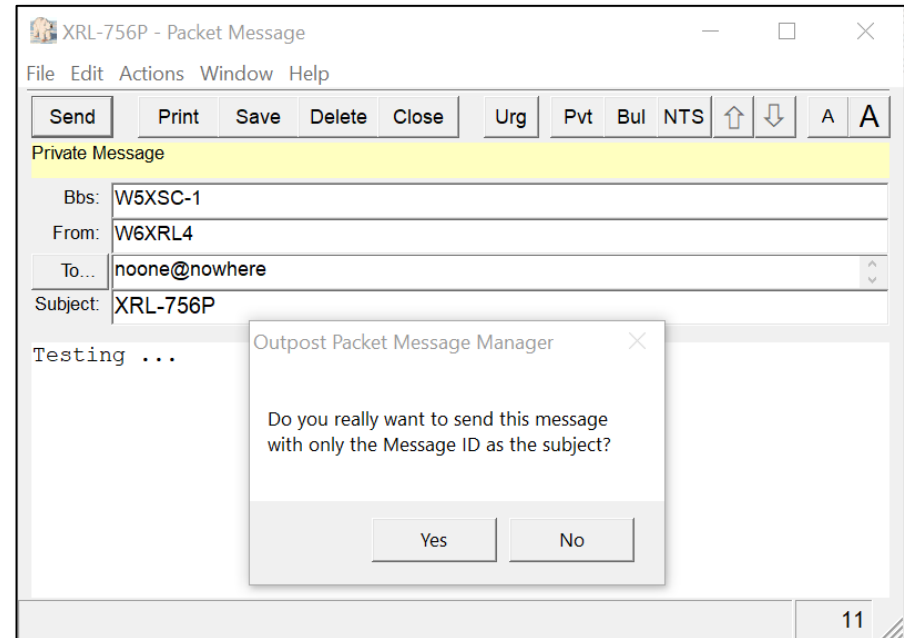 XRL-756P - Packet Message
File Edit Actions Window Help
Send Print Save Delete Close Urg Pvt Bul NTS A A
Private Message
Bbs: W5XSC-1
From: W6XRL4
To... noone@nowhere
Subject: XRL-756P
Testing ...
Outpost Packet Message Manager
Do you really want to send this message
with only the Message ID as the subject?
Yes No
11